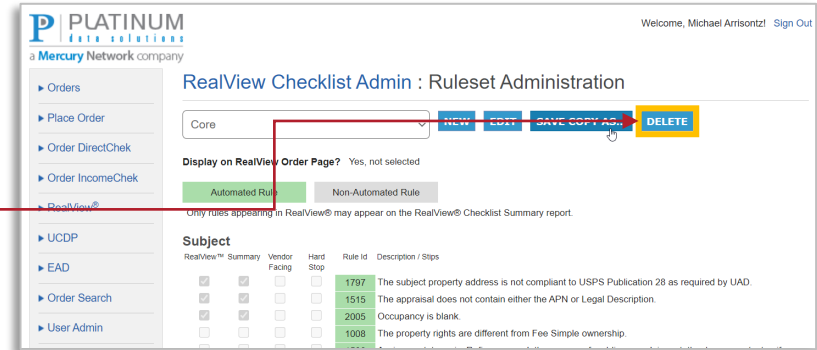 PLATINUM
data solutions
a Mercury Network company
Welcome, Michael Arrisontz! Sign Out
▸ Orders
▸ Place Order
▸ Order DirectChek
▸ Order IncomeChek
▸ RealView®
▸ UCDP
▸ EAD
▸ Order Search
▸ User Admin
RealView Checklist Admin : Ruleset Administration
Core
NEW EDIT SAVE COPY AS... DELETE
Display on RealView Order Page? Yes, not selected
Automated Rule Non-Automated Rule
Only rules appearing in RealView® may appear on the RealView® Checklist Summary report.
Subject
RealView™ Summary Vendor Facing Hard Stop Rule Id Description / Stips
1797 The subject property address is not compliant to USPS Publication 28 as required by UAD.
1515 The appraisal does not contain either the APN or Legal Description.
2005 Occupancy is blank.
1008 The property rights are different from Fee Simple ownership.